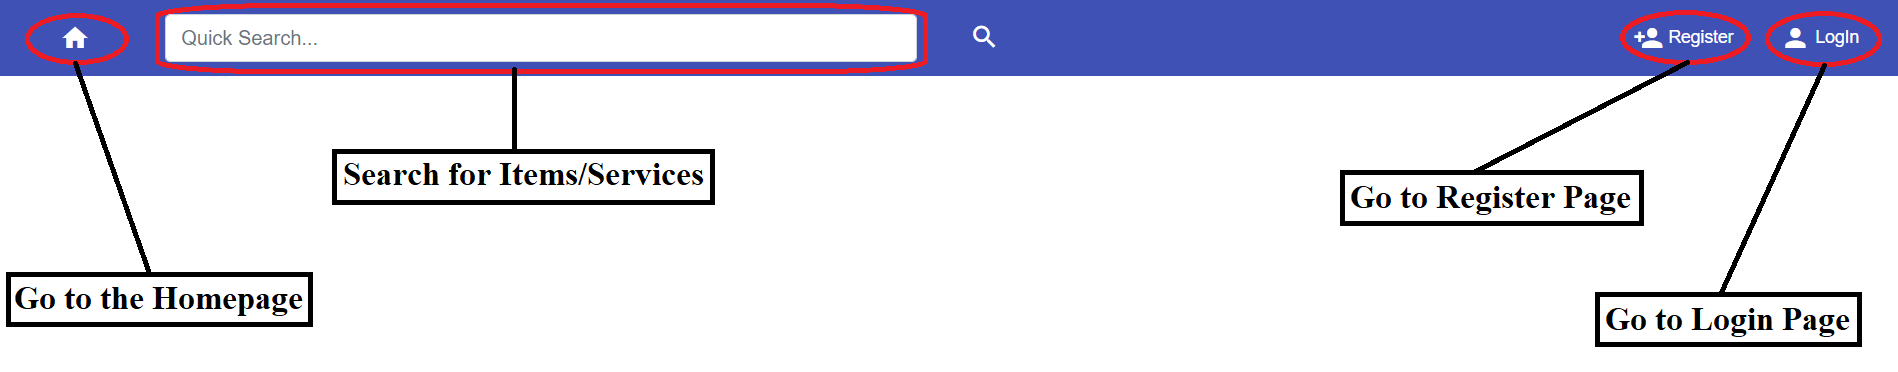 Quick Search...
Register
LogIn
Search for Items/Services
Go to Register Page
Go to the Homepage
Go to Login Page